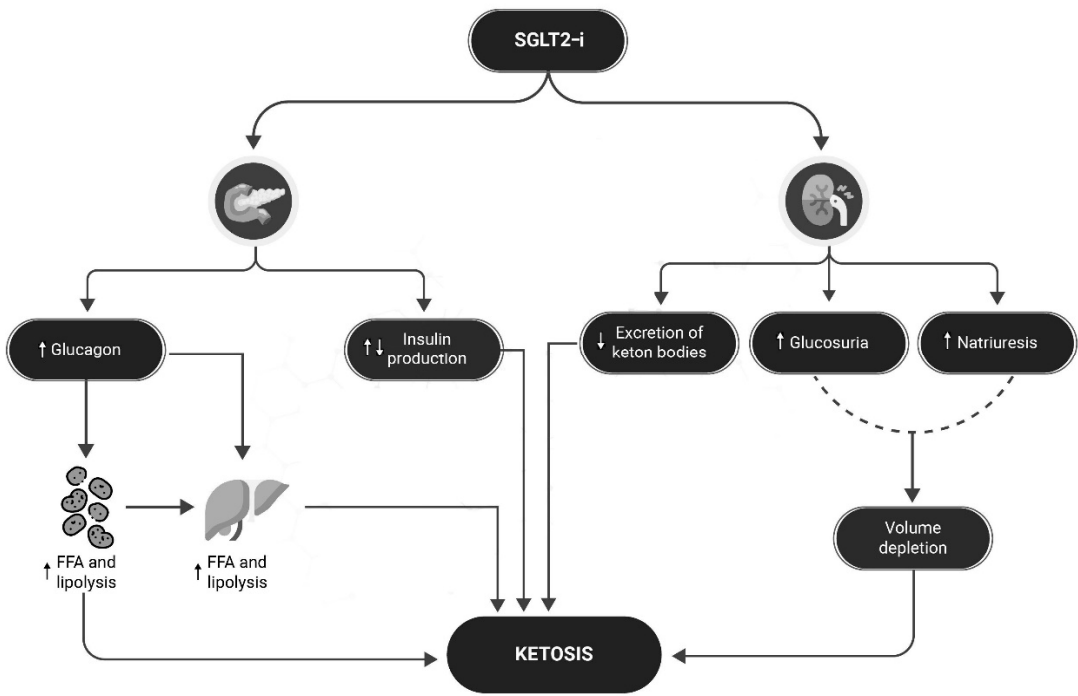 SGLT2-i
↑ Glucagon
↑↓ Insulin
production
↓ Excretion of
keton bodies
↑ Glucosuria
↑ Natriuresis
↑ FFA and
lipolysis
↑ FFA and
lipolysis
Volume
depletion
KETOSIS